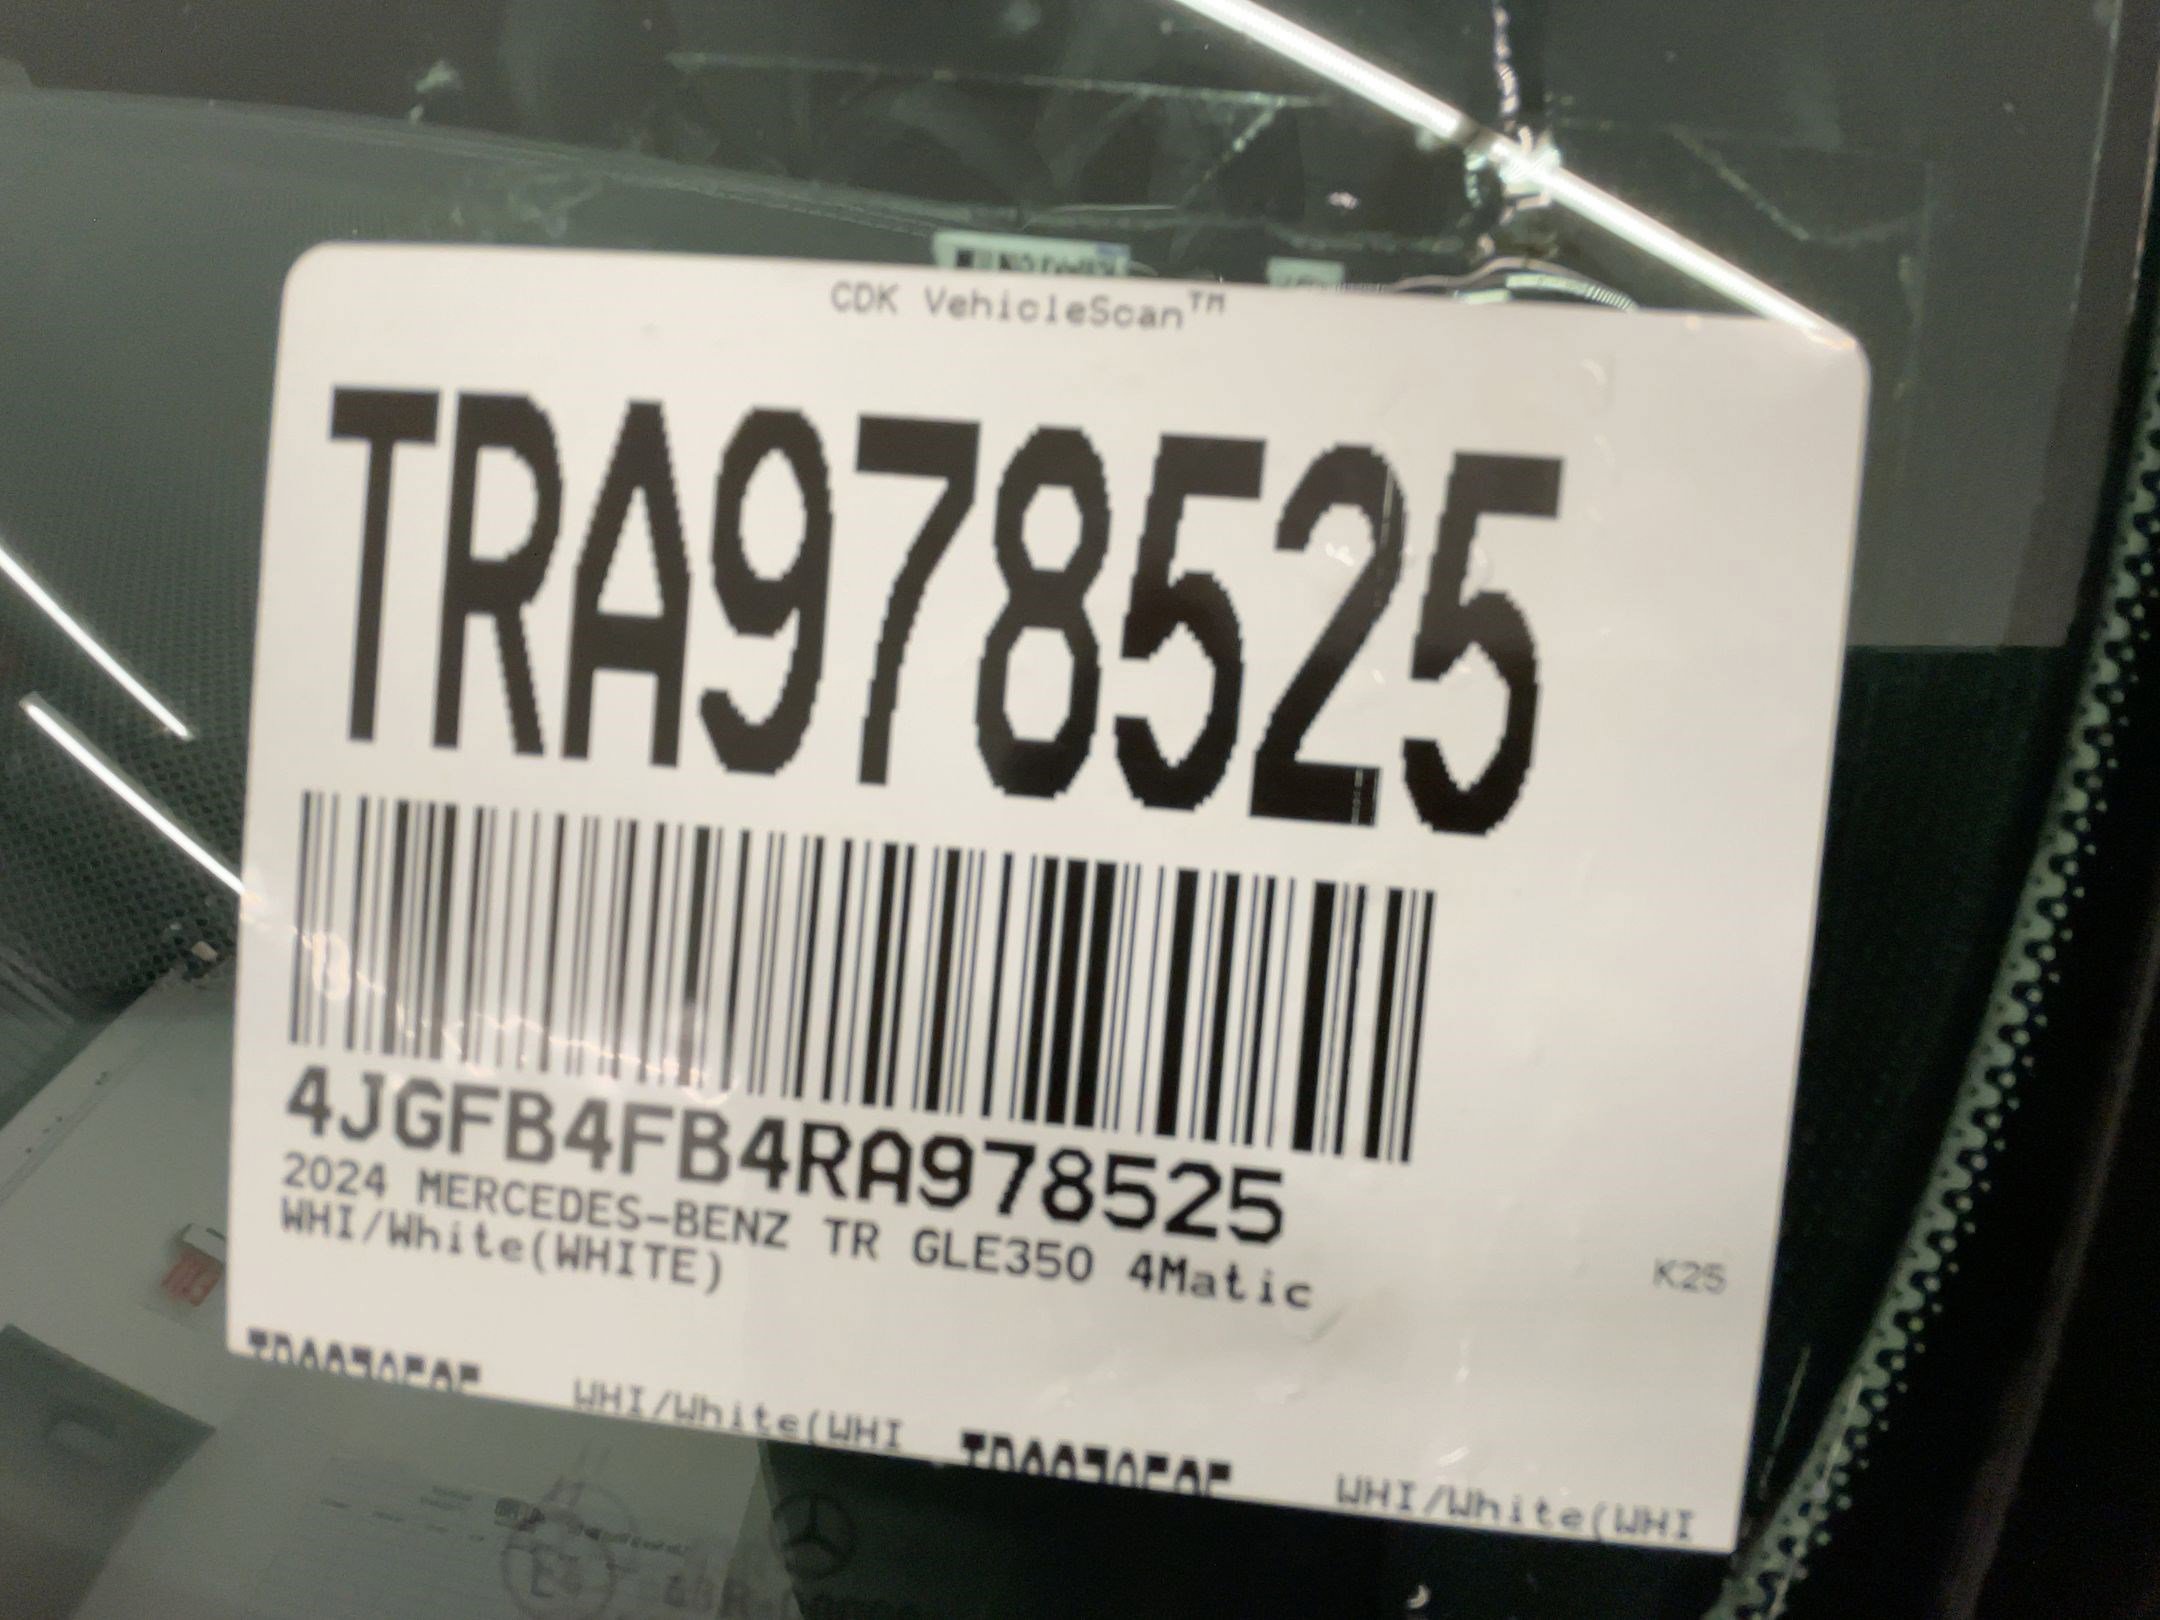 CDK VehicleScan™
TRA978525
4JGFB4FB4RA978525
2024 MERCEDES-BENZ TR GLE350 4Matic
WHI/White(WHITE)
K25
WHI/White(WHI
WHI/White(WHI